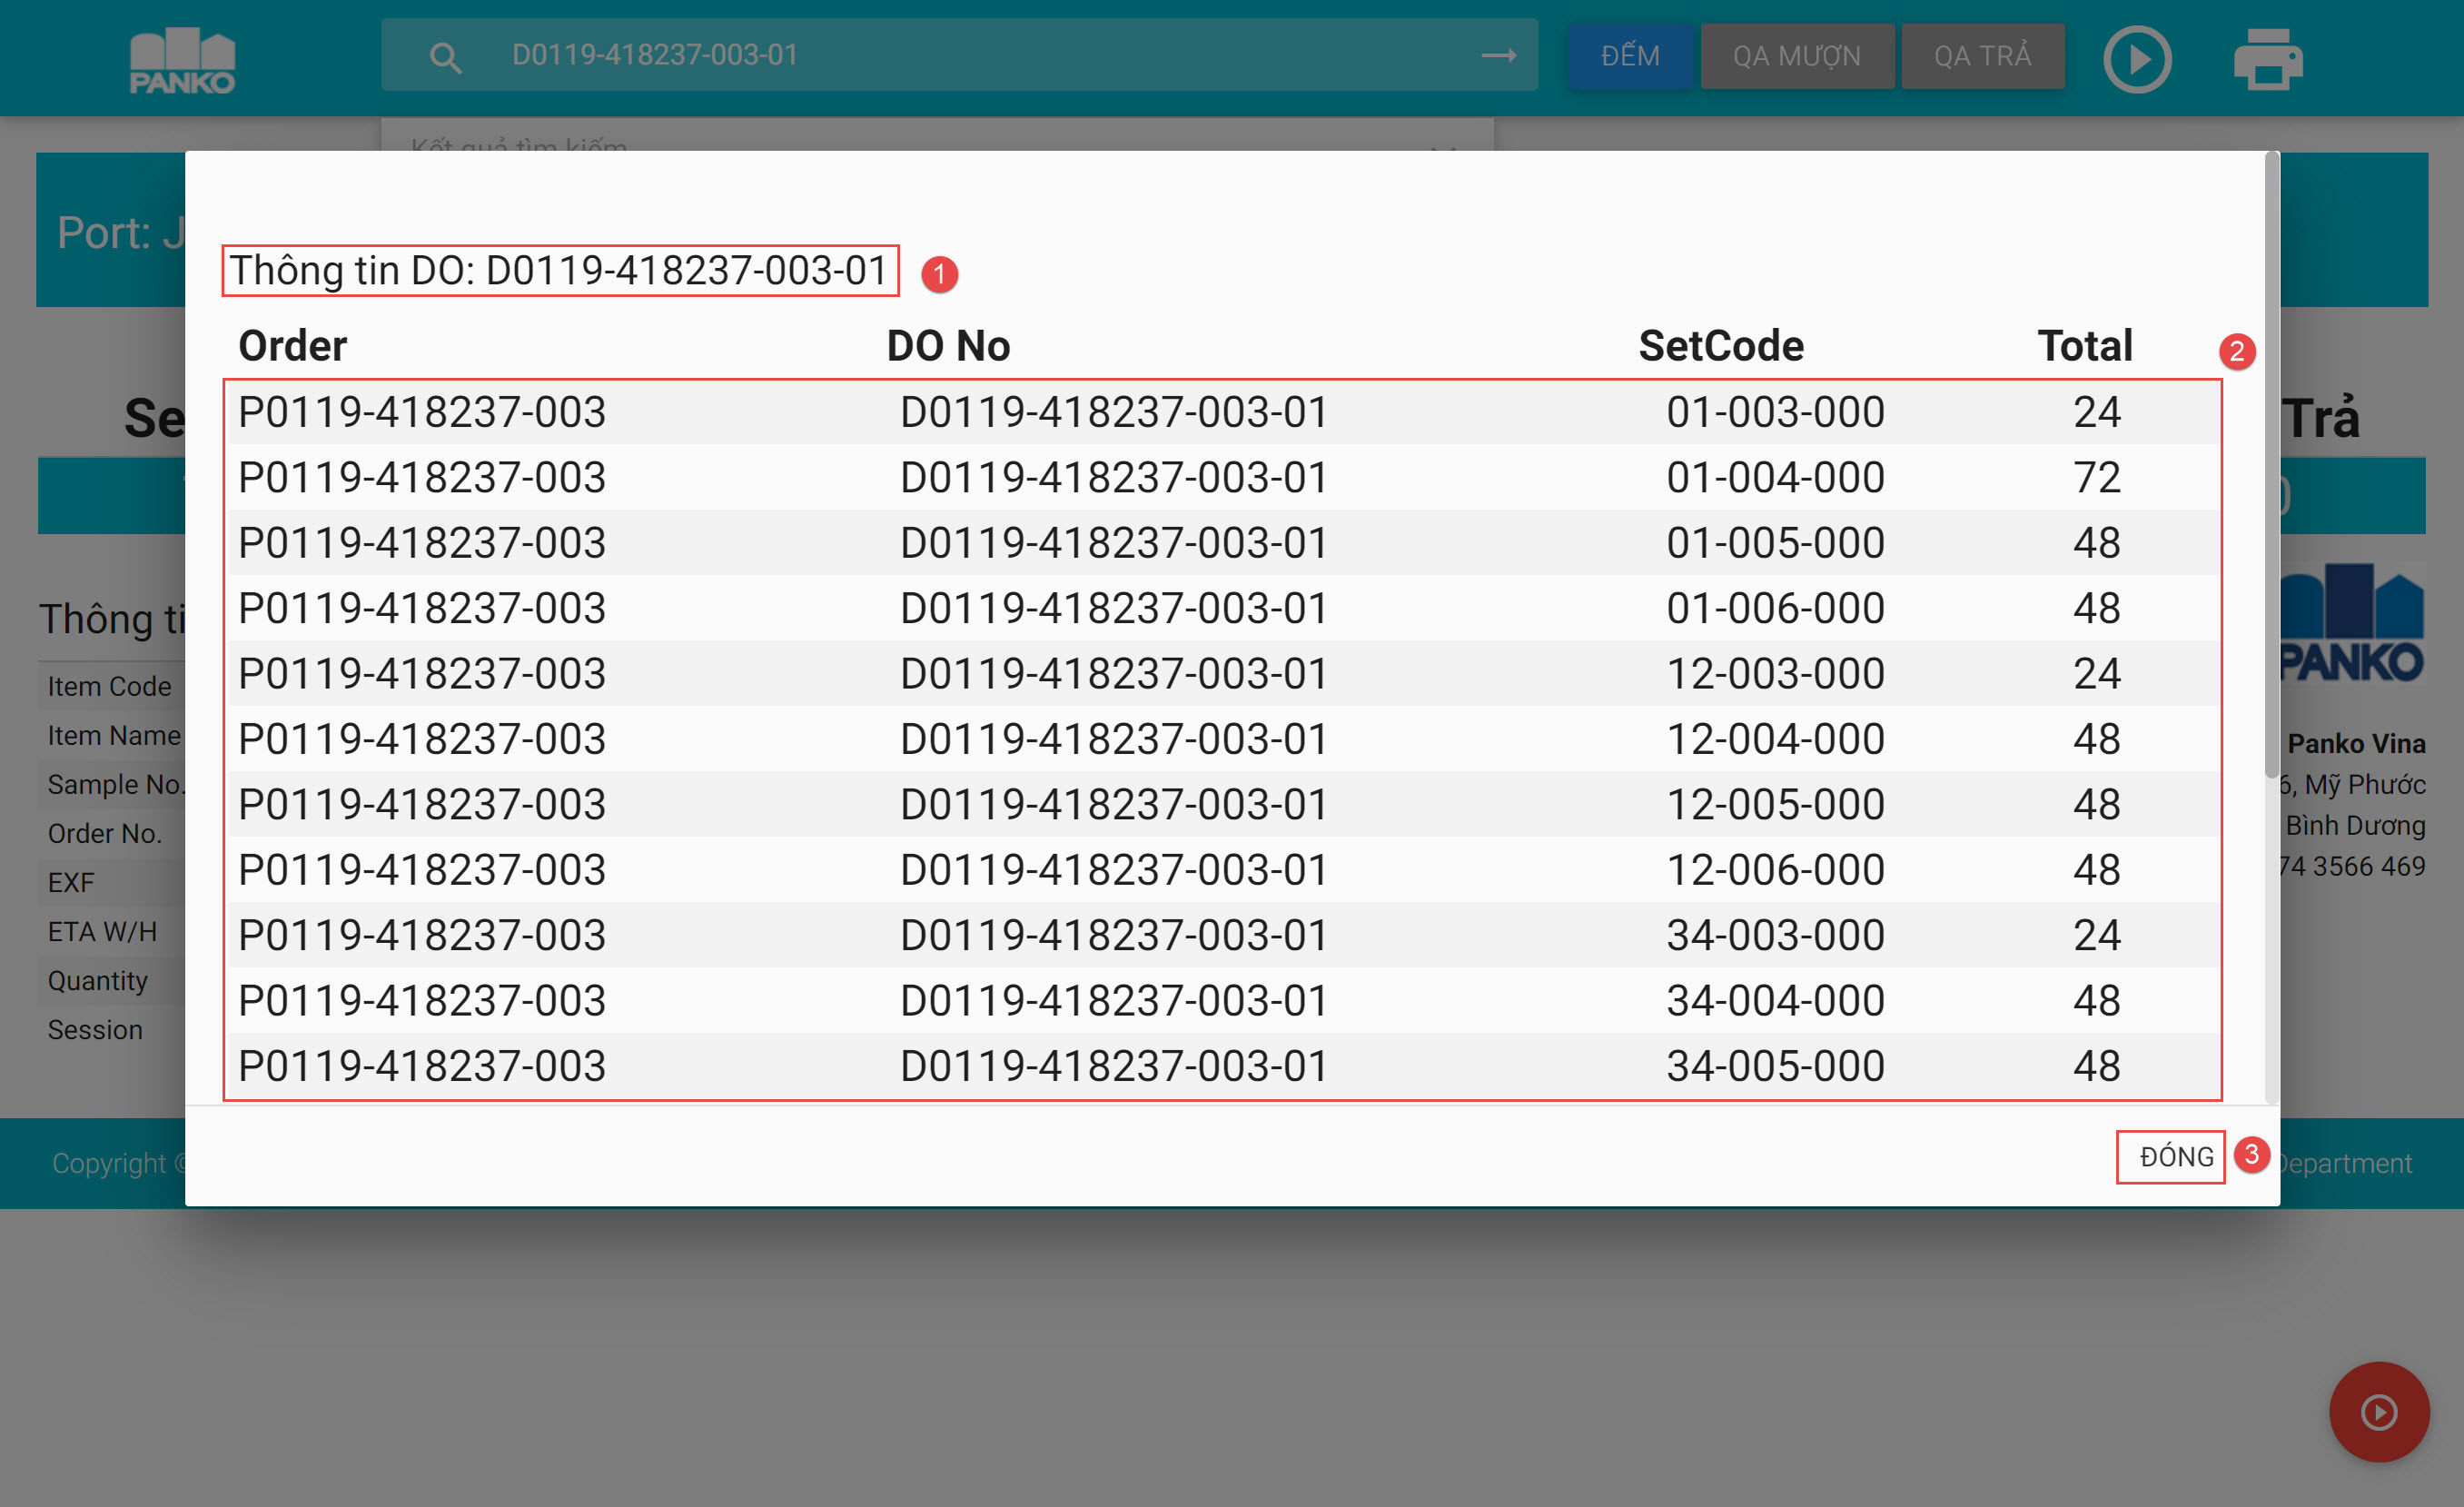 PANKO
D0119-418237-003-01
ĐẾM
QA MƯỢN
QA TRẢ
Kết quả tìm kiếm
Port: J
Thông tin DO: D0119-418237-003-01
1
Order DO No SetCode Total
2
P0119-418237-003 D0119-418237-003-01 01-003-000 24
P0119-418237-003 D0119-418237-003-01 01-004-000 72
P0119-418237-003 D0119-418237-003-01 01-005-000 48
P0119-418237-003 D0119-418237-003-01 01-006-000 48
P0119-418237-003 D0119-418237-003-01 12-003-000 24
P0119-418237-003 D0119-418237-003-01 12-004-000 48
P0119-418237-003 D0119-418237-003-01 12-005-000 48
P0119-418237-003 D0119-418237-003-01 12-006-000 48
P0119-418237-003 D0119-418237-003-01 34-003-000 24
P0119-418237-003 D0119-418237-003-01 34-004-000 48
P0119-418237-003 D0119-418237-003-01 34-005-000 48
ĐÓNG
3
Se
Trả
0
Thông ti
Item Code
Item Name
Sample No.
Order No.
EXF
ETA W/H
Quantity
Session
PANKO
Panko Vina
6, Mỹ Phước
Bình Dương
74 3566 469
Copyright ©
Department